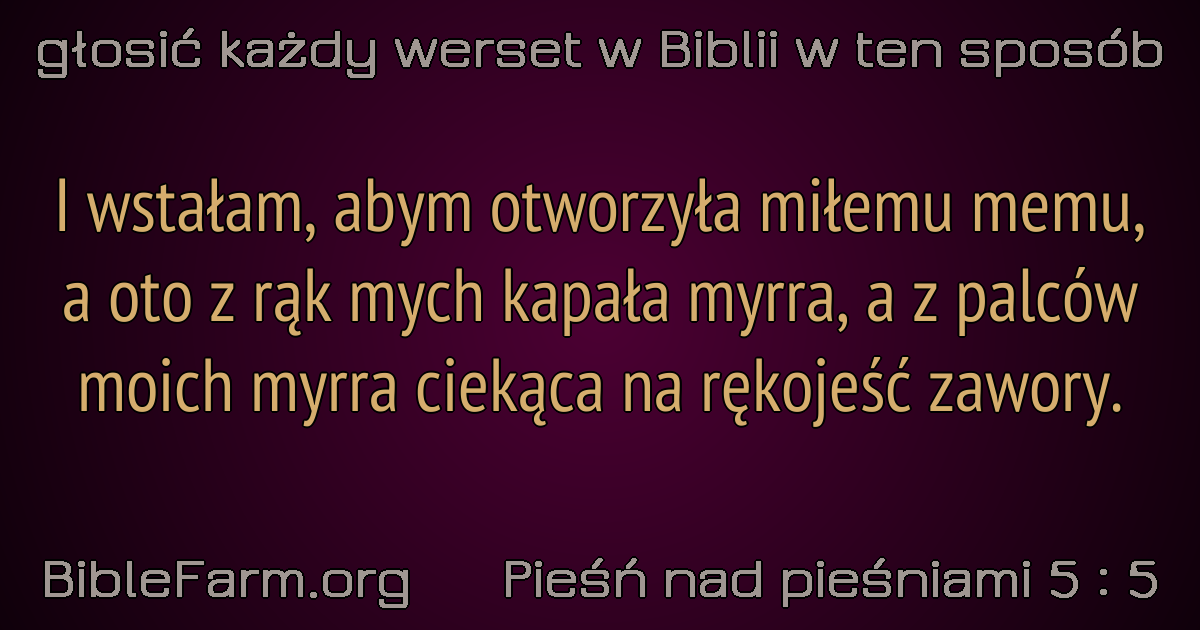 głosić każdy werset w Biblii w ten sposób
I wstałam, abym otworzyła miłemu memu,
a oto z rąk mych kapała myrra, a z palców
moich myrra ciekąca na rękojeść zawory.
BibleFarm.org Pieśń nad pieśniami 5 : 5